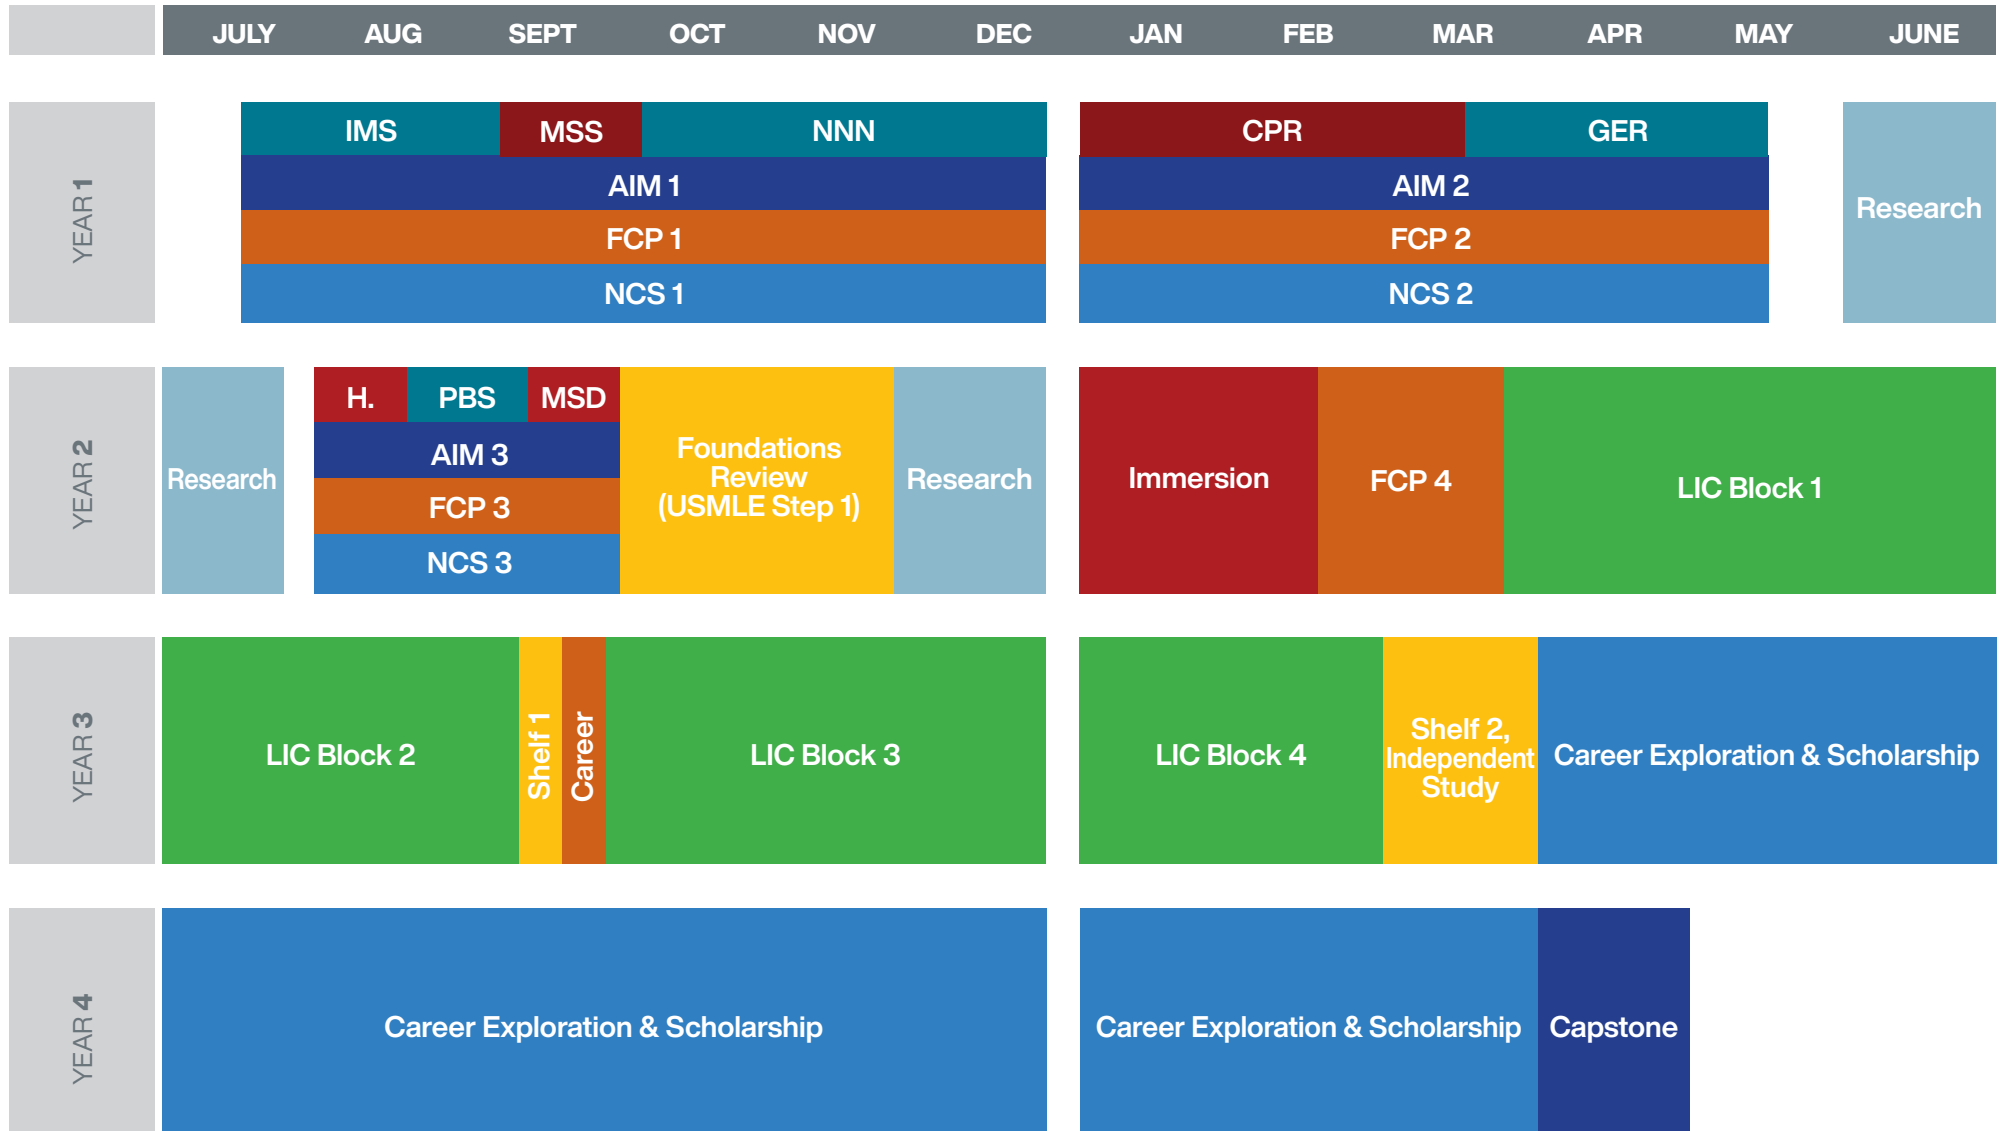 JULY AUG SEPT OCT NOV DEC JAN FEB MAR APR MAY JUNE
YEAR 1
IMS MSS NNN CPR GER
AIM 1 AIM 2
FCP 1 FCP 2
NCS 1 NCS 2
Research
YEAR 2
Research
H. PBS MSD
AIM 3
FCP 3
NCS 3
Foundations
Review
(USMLE Step 1)
Research
Immersion
FCP 4
LIC Block 1
YEAR 3
LIC Block 2
Shelf 1
Career
LIC Block 3
LIC Block 4
Shelf 2,
Independent
Study
Career Exploration & Scholarship
YEAR 4
Career Exploration & Scholarship
Career Exploration & Scholarship
Capstone